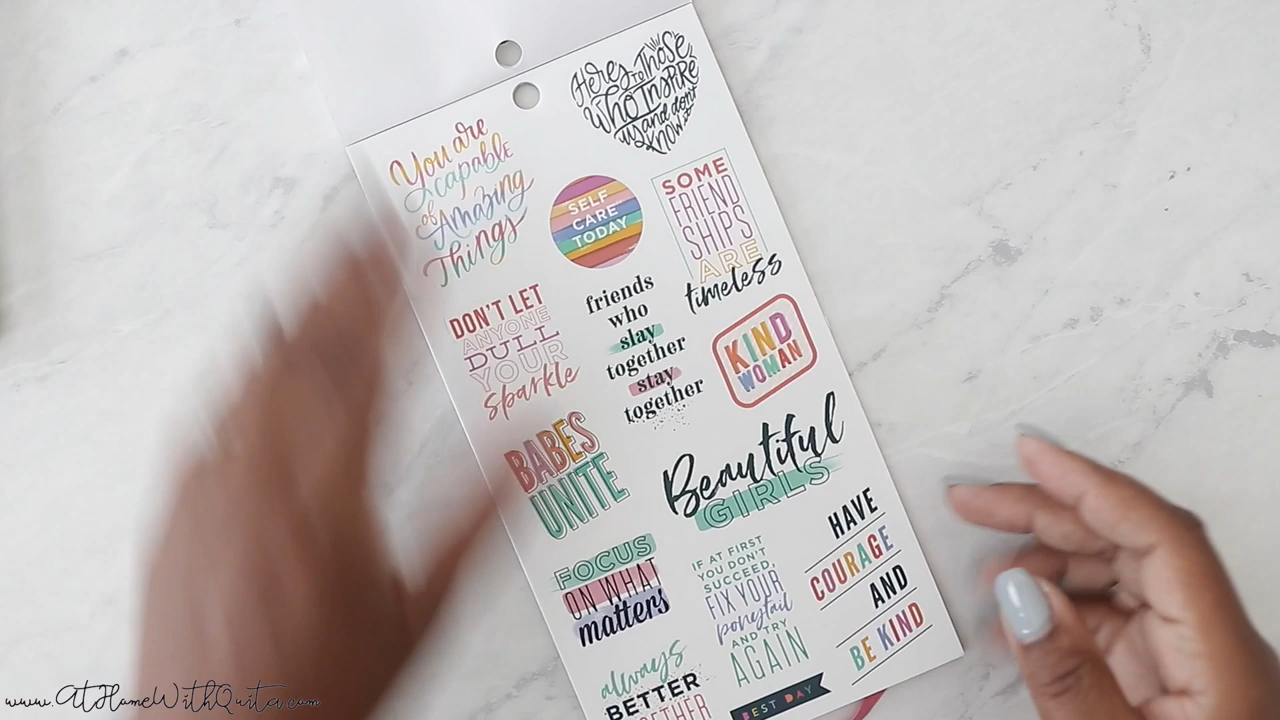 Here's to Those
Who Inspire
us and don't
know it
You are
capable
of Amazing
Things
SELF
CARE
TODAY
SOME
FRIEND
SHIPS
ARE
timeless
DON'T LET
ANYONE
DULL
YOUR
sparkle
friends
who
slay
together
stay
together
KIND
WOMAN
BABES
UNITE
Beautiful
GIRLS
FOCUS
ON WHAT
matters
IF AT FIRST
YOU DON'T
SUCCEED,
FIX YOUR
ponytail
AND TRY
AGAIN
HAVE
COURAGE
AND
BE KIND
always
BETTER
BEST DAY
www.AtHomeWithQuita.com